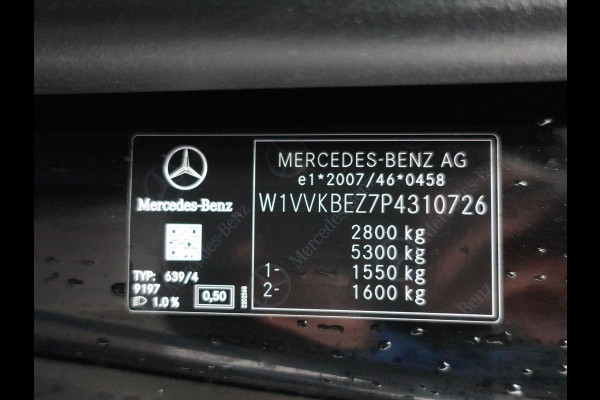 Mercedes-Benz
TYP: 639/4
9197
1.0 %
0,50
MERCEDES-BENZ AG
e1*2007/46*0458
W1VVKBEZ7P4310726
2800 kg
5300 kg
1- 1550 kg
2- 1600 kg